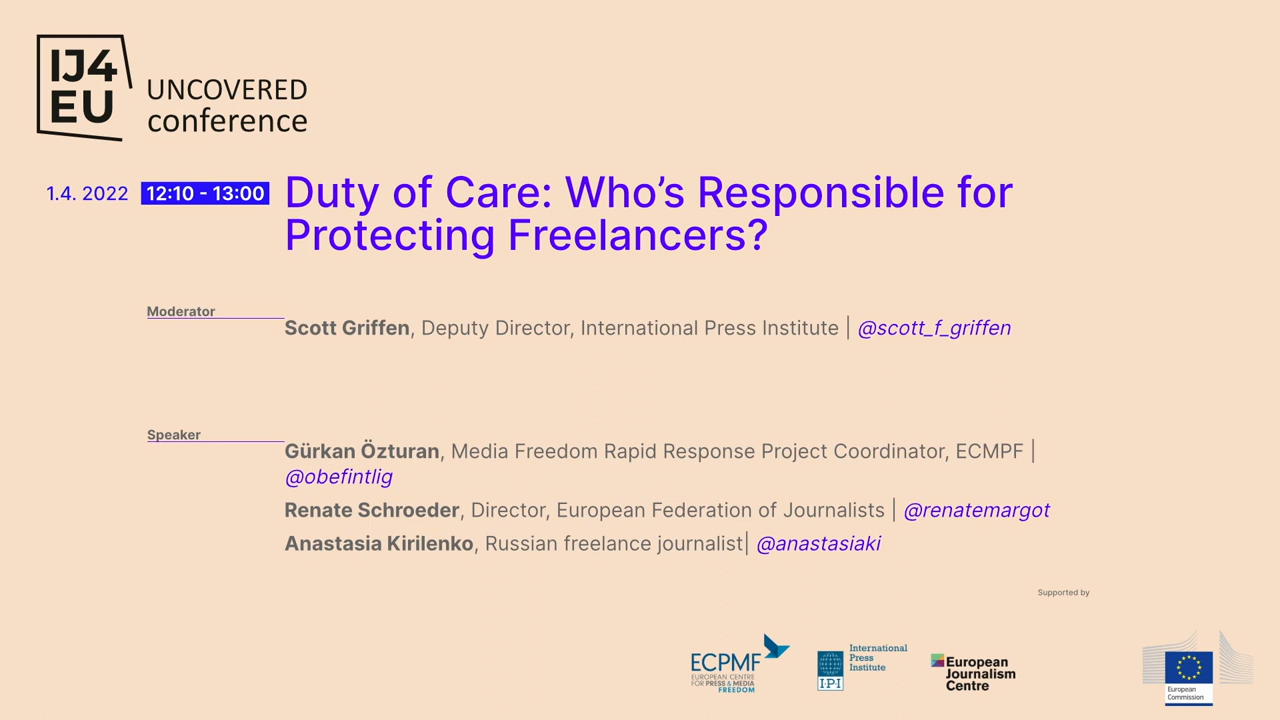 IJ4
EU
UNCOVERED
conference
1.4. 2022 12:10 - 13:00 Duty of Care: Who’s Responsible for
Protecting Freelancers?
Moderator
Scott Griffen, Deputy Director, International Press Institute | @scott_f_griffen
Speaker
Gürkan Özturan, Media Freedom Rapid Response Project Coordinator, ECMPF |
@obefintlig
Renate Schroeder, Director, European Federation of Journalists | @renatemargot
Anastasia Kirilenko, Russian freelance journalist| @anastasiaki
Supported by
ECPMF
EUROPEAN CENTRE
FOR PRESS & MEDIA
FREEDOM
IPI
International
Press
Institute
European
Journalism
Centre
European
Commission